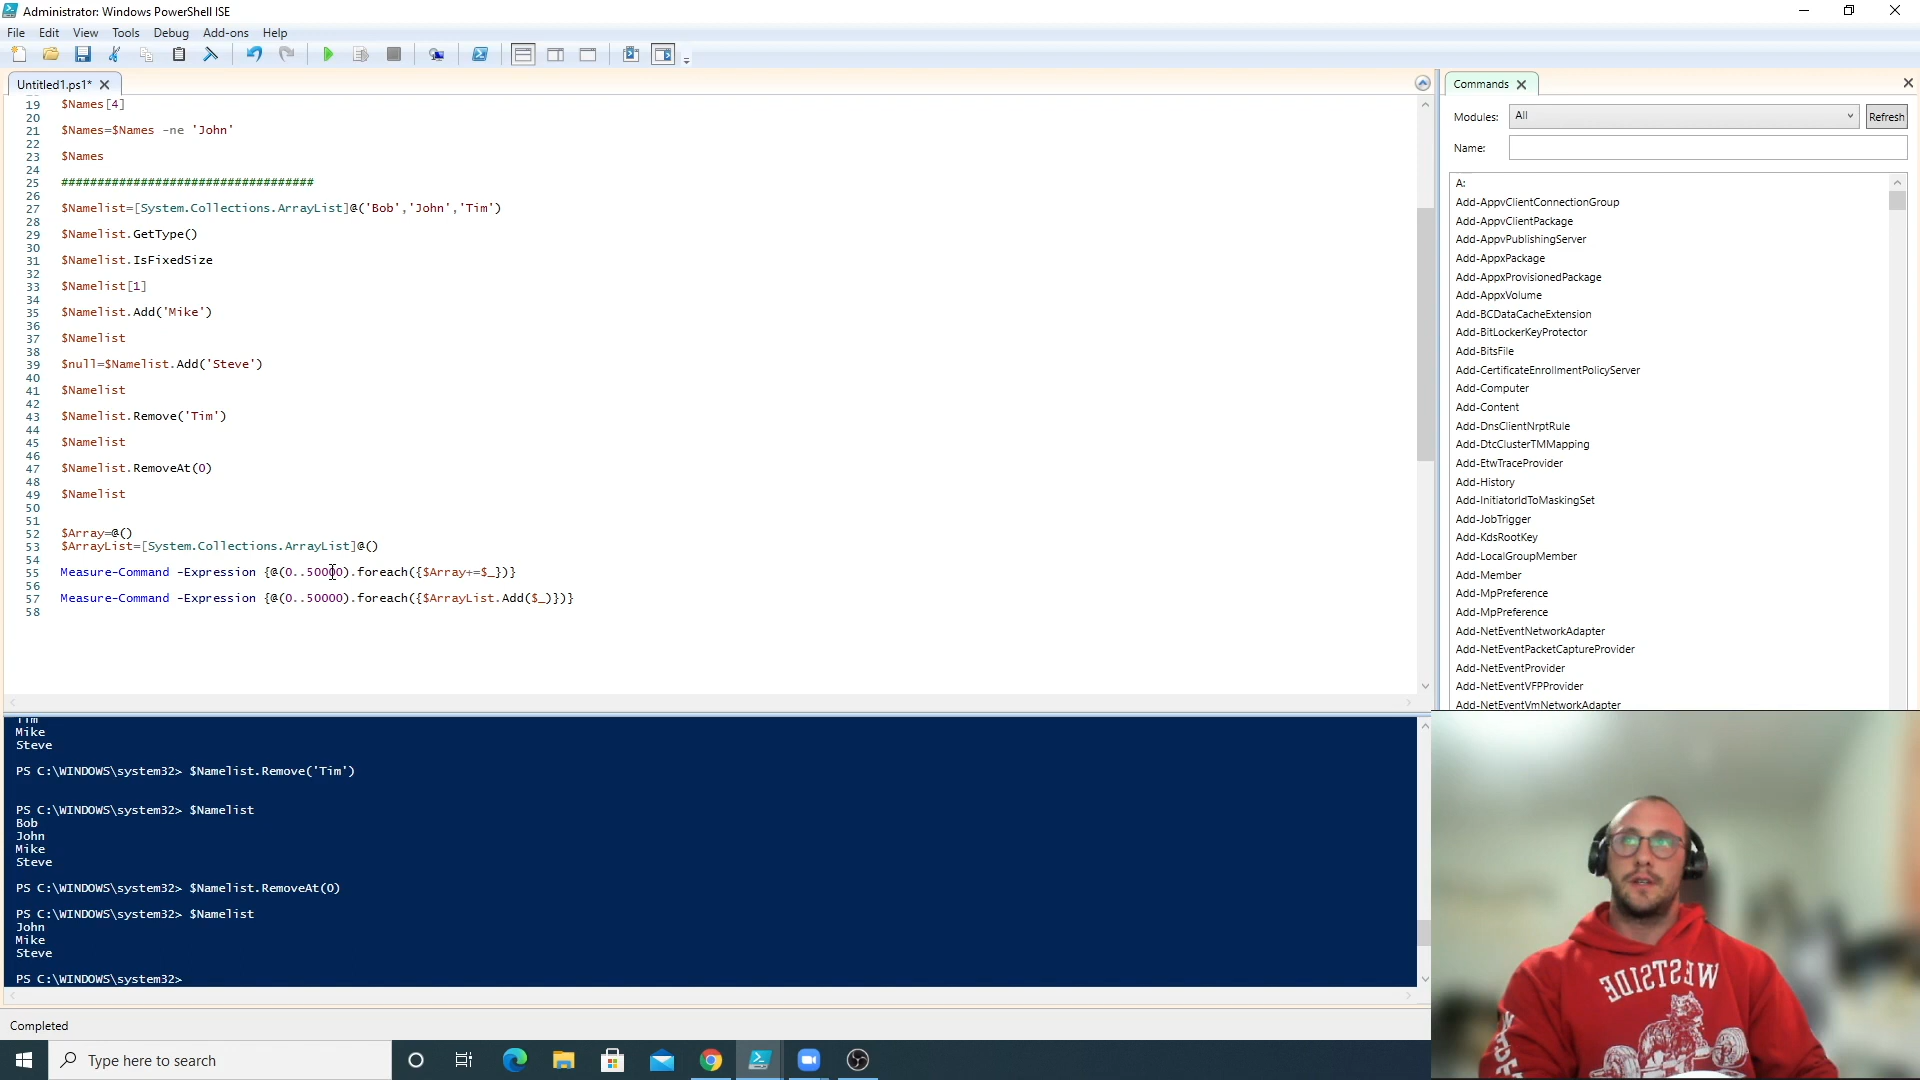 Administrator: Windows PowerShell ISE
File Edit View Tools Debug Add-ons Help
Untitled1.ps1*
19 $Names[4]
20
21 $Names=$Names -ne 'John'
22
23 $Names
24
25 ###################################
26
27 $Namelist=[System.Collections.ArrayList]@('Bob','John','Tim')
28
29 $Namelist.GetType()
30
31 $Namelist.IsFixedSize
32
33 $Namelist[1]
34
35 $Namelist.Add('Mike')
36
37 $Namelist
38
39 $null=$Namelist.Add('Steve')
40
41 $Namelist
42
43 $Namelist.Remove('Tim')
44
45 $Namelist
46
47 $Namelist.RemoveAt(0)
48
49 $Namelist
50
51
52 $Array=@()
53 $ArrayList=[System.Collections.ArrayList]@()
54
55 Measure-Command -Expression {@(0..50000).foreach({$Array+=$_})}
56
57 Measure-Command -Expression {@(0..50000).foreach({$ArrayList.Add($_)})}
58
Tim
Mike
Steve
PS C:\WINDOWS\system32> $Namelist.Remove('Tim')
PS C:\WINDOWS\system32> $Namelist
Bob
John
Mike
Steve
PS C:\WINDOWS\system32> $Namelist.RemoveAt(0)
PS C:\WINDOWS\system32> $Namelist
John
Mike
Steve
PS C:\WINDOWS\system32>
Completed
Type here to search
Commands
Modules: All Refresh
Name:
A:
Add-AppvClientConnectionGroup
Add-AppvClientPackage
Add-AppvPublishingServer
Add-AppxPackage
Add-AppxProvisionedPackage
Add-AppxVolume
Add-BCDataCacheExtension
Add-BitLockerKeyProtector
Add-BitsFile
Add-CertificateEnrollmentPolicyServer
Add-Computer
Add-Content
Add-DnsClientNrptRule
Add-DtcClusterTMMapping
Add-EtwTraceProvider
Add-History
Add-InitiatorIdToMaskingSet
Add-JobTrigger
Add-KdsRootKey
Add-LocalGroupMember
Add-Member
Add-MpPreference
Add-MpPreference
Add-NetEventNetworkAdapter
Add-NetEventPacketCaptureProvider
Add-NetEventProvider
Add-NetEventVFPProvider
Add-NetEventVmNetworkAdapter
WESTSIDE